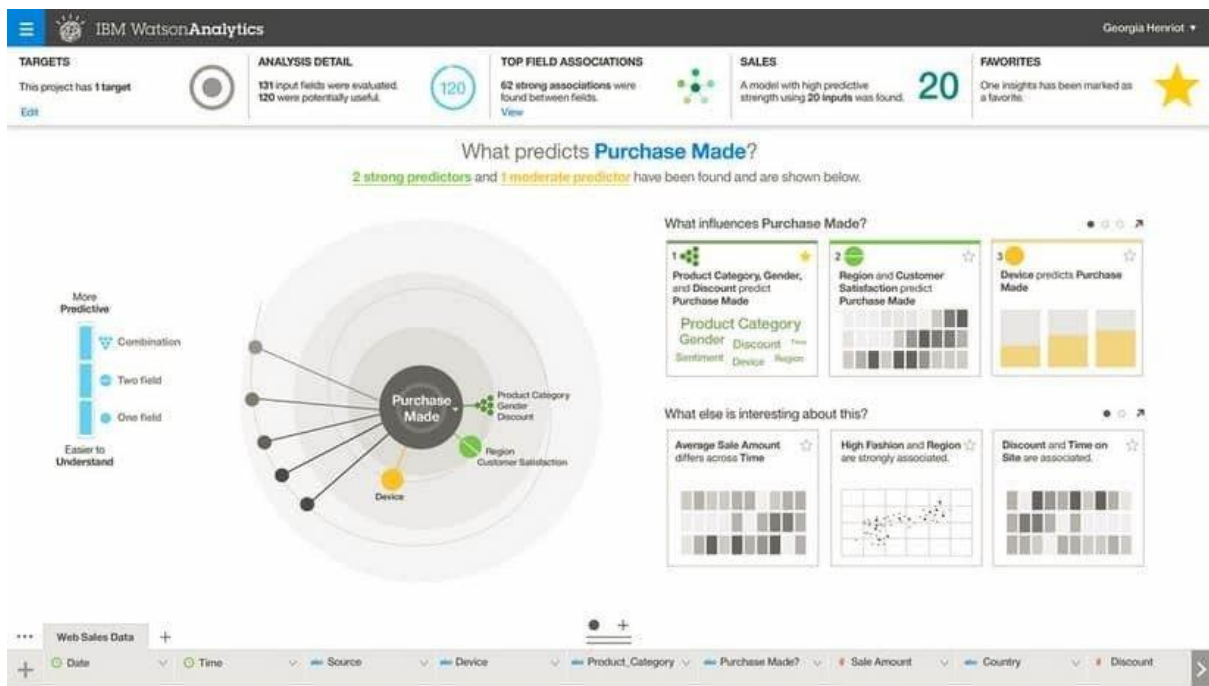 IBM WatsonAnalytics
Georgia Henriot
TARGETS
This project has 1 target
Edit
ANALYSIS DETAIL
131 input fields were evaluated.
120 were potentially useful.
120
TOP FIELD ASSOCIATIONS
62 strong associations were
found between fields.
View
SALES
A model with high predictive
strength using 20 inputs was found.
20
FAVORITES
One insights has been marked as
a favorite.
What predicts Purchase Made?
2 strong predictors and 1 moderate predictor have been found and are shown below.
More
Predictive
Combination
Two field
One field
Easier to
Understand
Purchase
Made
Product Category
Gender
Discount
Region
Customer Satisfaction
Device
What influences Purchase Made?
1
Product Category, Gender,
and Discount predict
Purchase Made
Product Category
Gender Discount Time
Sentiment Device Region
2
Region and Customer
Satisfaction predict
Purchase Made
3
Device predicts Purchase
Made
What else is interesting about this?
Average Sale Amount
differs across Time
High Fashion and Region
are strongly associated.
Discount and Time on
Site are associated.
Web Sales Data +
+ Date Time abc Source abc Device abc Product_Category abc Purchase Made? # Sale Amount abc Country # Discount